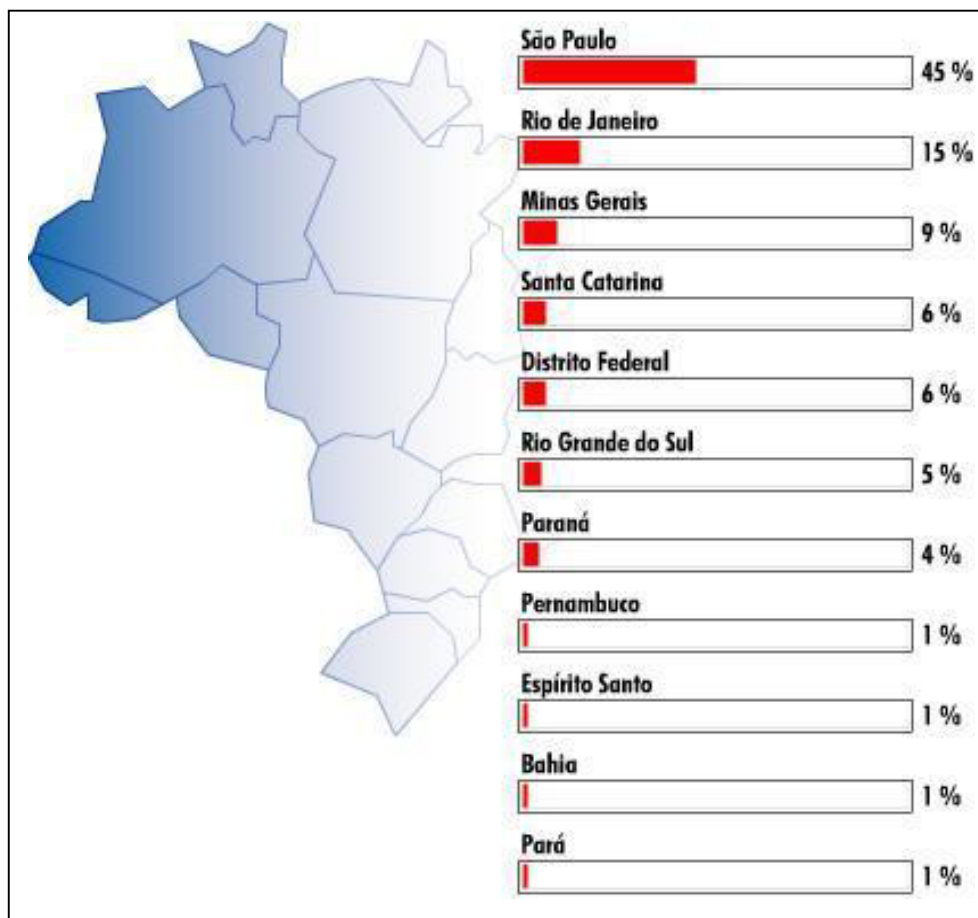 São Paulo
45 %
Rio de Janeiro
15 %
Minas Gerais
9 %
Santa Catarina
6 %
Distrito Federal
6 %
Rio Grande do Sul
5 %
Paraná
4 %
Pernambuco
1 %
Espírito Santo
1 %
Bahia
1 %
Pará
1 %